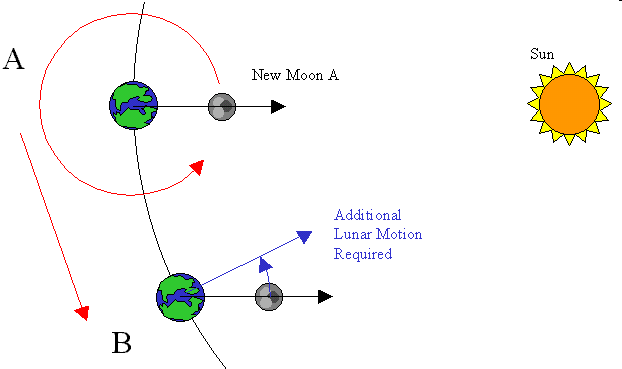 Sun
A
New Moon A
Additional
Lunar Motion
Required
B